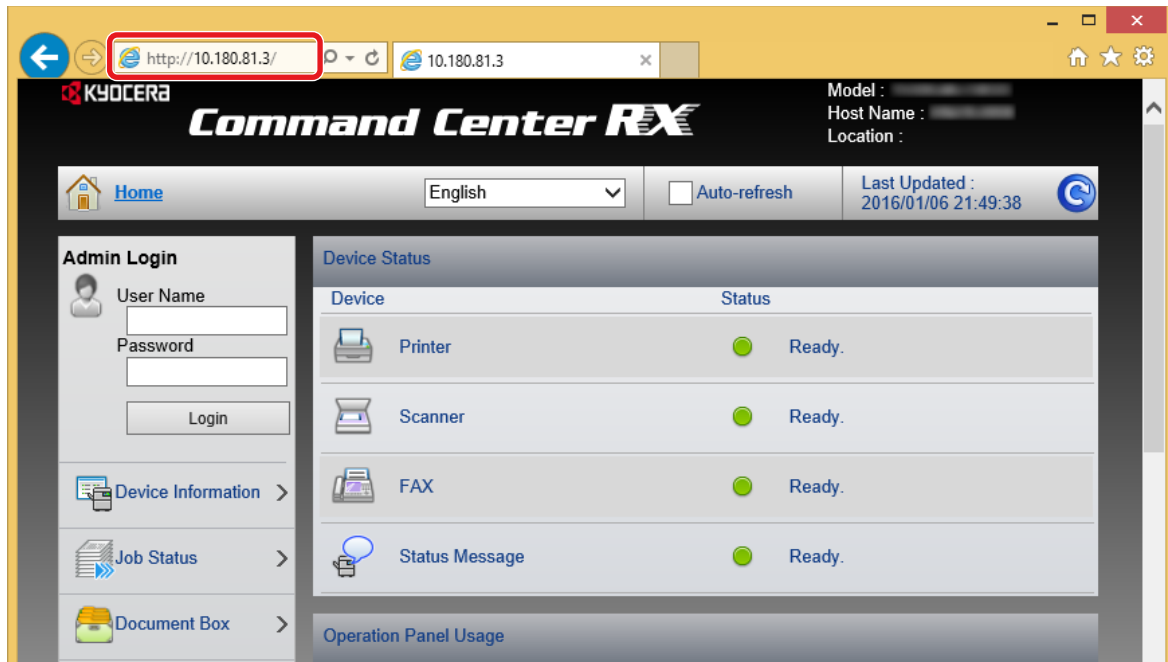 http://10.180.81.3/
10.180.81.3
KYOCERA
Command Center RX
Model :
Host Name :
Location :
Home
English
Auto-refresh
Last Updated :
2016/01/06 21:49:38
Admin Login
User Name
Password
Login
Device Information
Job Status
Document Box
Device Status
Device Status
Printer Ready.
Scanner Ready.
FAX Ready.
Status Message Ready.
Operation Panel Usage